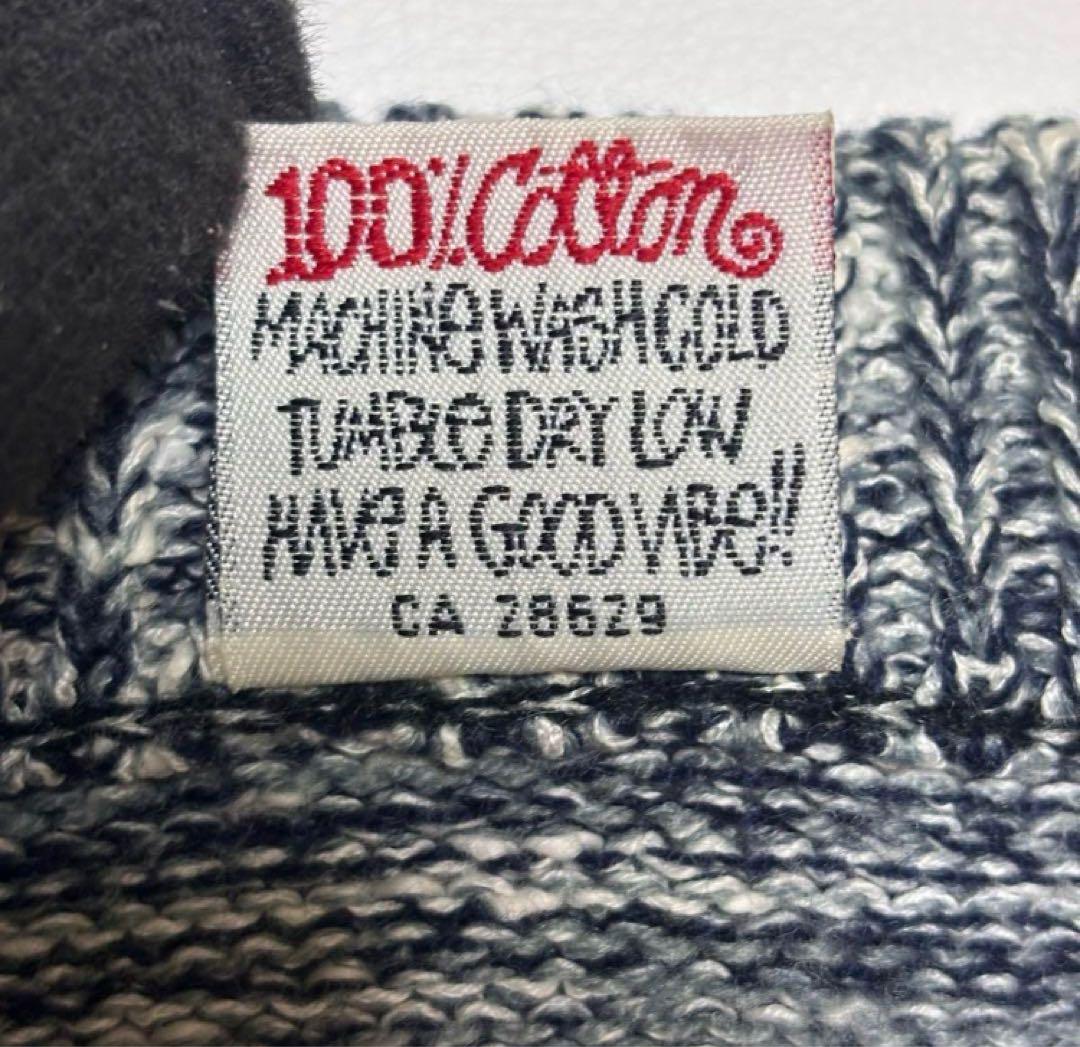 100% Cotton
MACHINe WASH COLD
TUMBLe DRY LOW
HAVe A GOOD VIBe!!
CA 28629